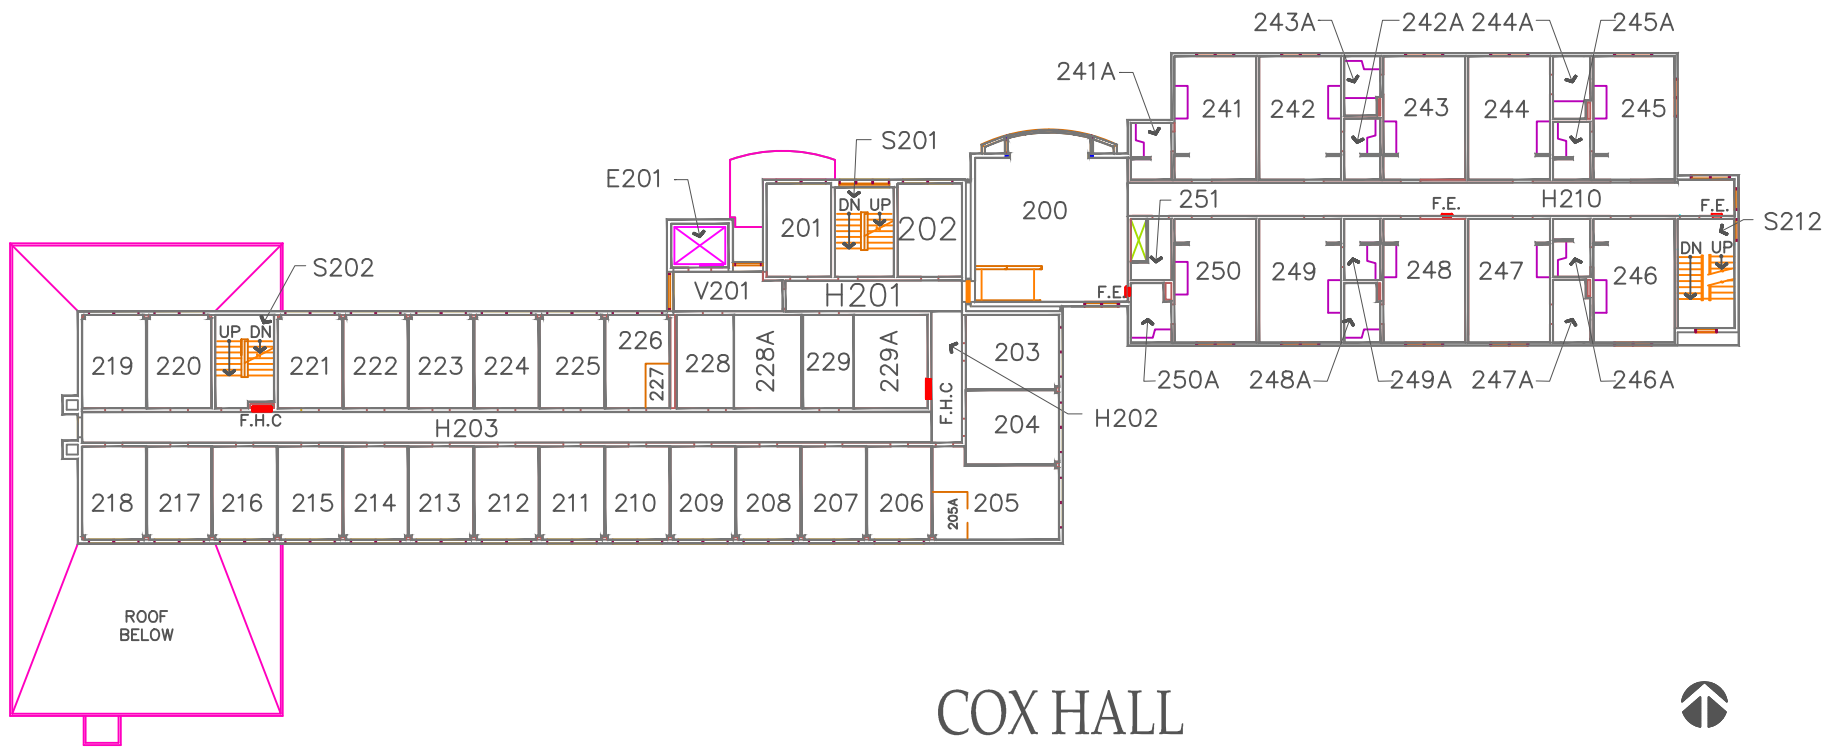 243A
242A
244A
245A
241A
241
242
243
244
245
S201
E201
DN
UP
201
202
200
251
F.E.
H210
F.E.
S212
DN
UP
S202
V201
H201
F.E.
250
249
248
247
246
UP
DN
219
220
221
222
223
224
225
226
227
228
228A
229
229A
F.H.C
203
204
250A
248A
249A
247A
246A
F.H.C
H203
H202
218
217
216
215
214
213
212
211
210
209
208
207
206
205A
205
ROOF
BELOW
COX HALL